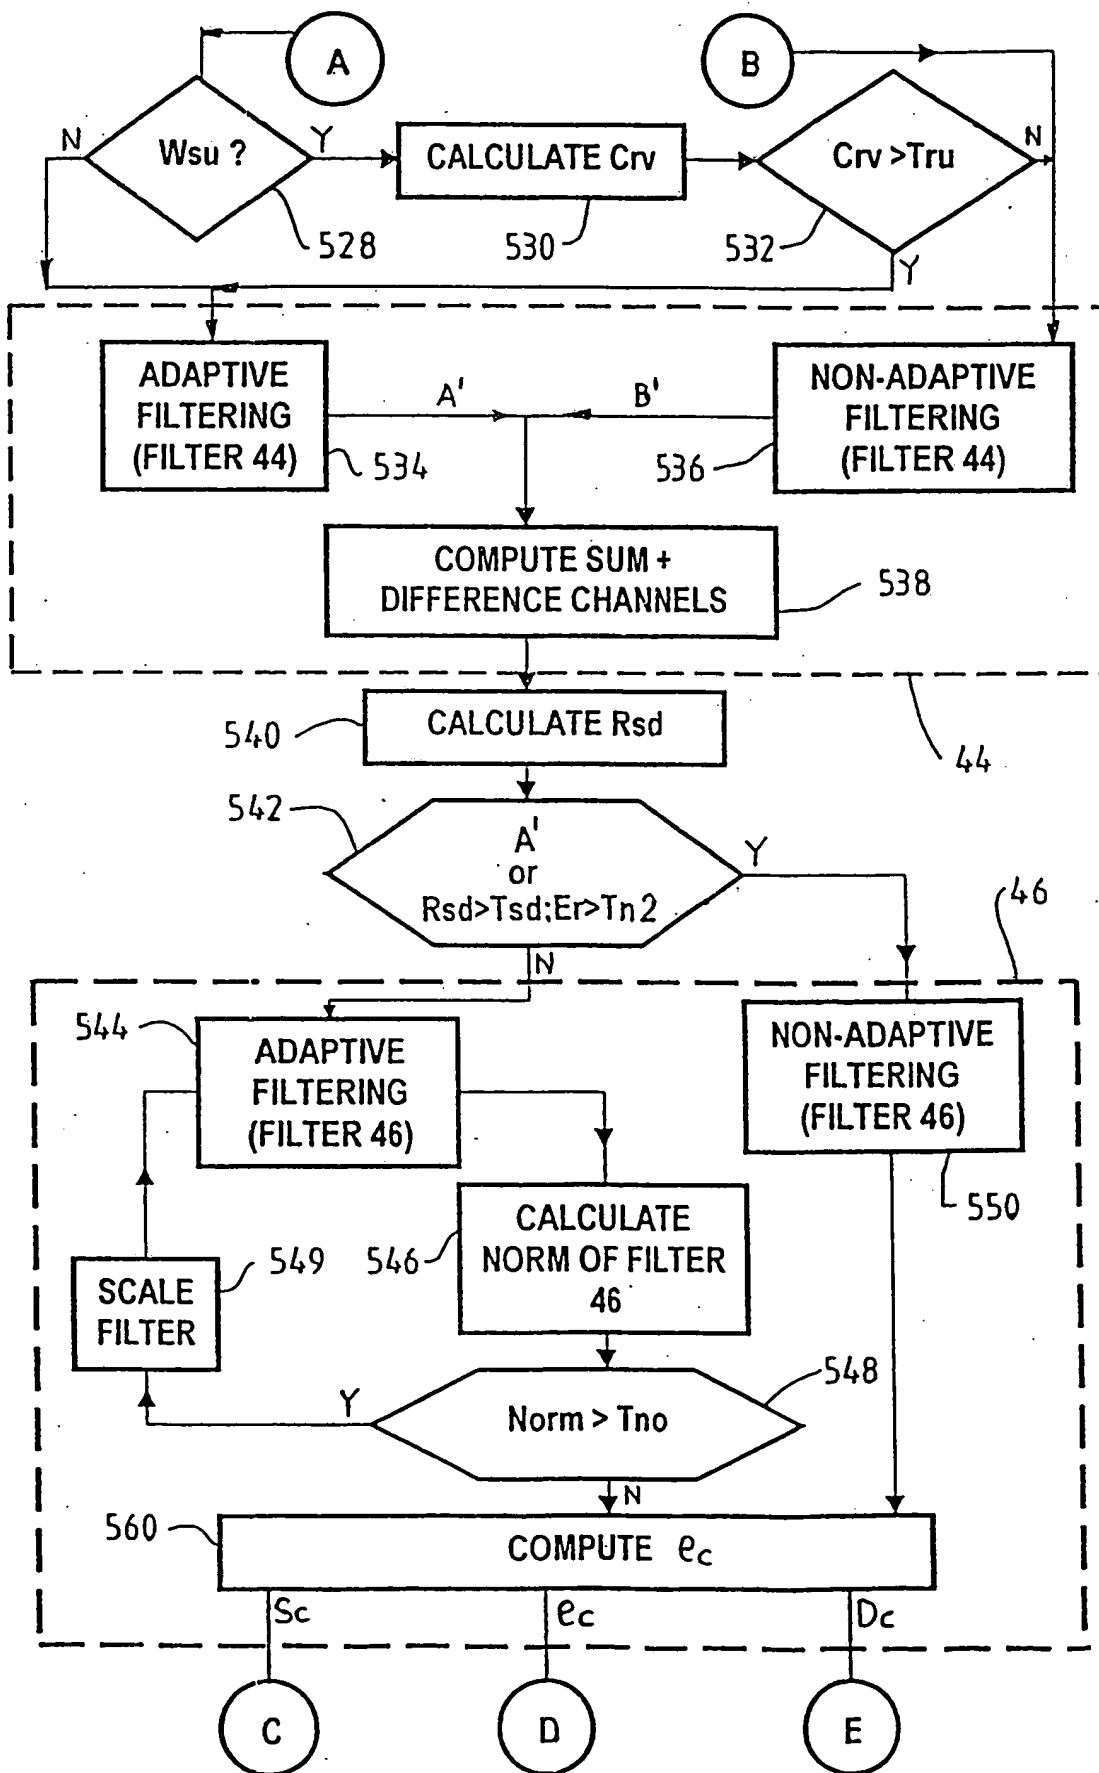 A
B
N
Wsu ?
Y
CALCULATE Crv
Crv >Tru
N
528
530
532
Y
ADAPTIVE
FILTERING
(FILTER 44)
A'
B'
NON-ADAPTIVE
FILTERING
(FILTER 44)
534
536
COMPUTE SUM +
DIFFERENCE CHANNELS
538
540
CALCULATE Rsd
44
542
A'
or
Rsd>Tsd;Er>Tn2
Y
46
N
544
ADAPTIVE
FILTERING
(FILTER 46)
NON-ADAPTIVE
FILTERING
(FILTER 46)
550
549
546
CALCULATE
NORM OF FILTER
46
SCALE
FILTER
548
Y
Norm > Tno
N
560
COMPUTE ec
Sc
ec
Dc
C
D
E